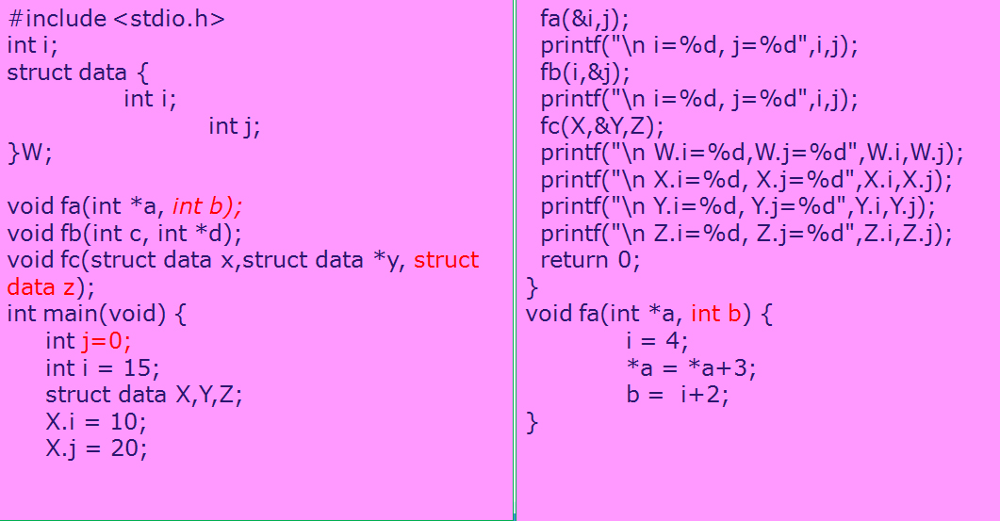 #include <stdio.h>
int i;
struct data {
int i;
int j;
}W;
void fa(int *a, int b);
void fb(int c, int *d);
void fc(struct data x,struct data *y, struct
data z);
int main(void) {
int j=0;
int i = 15;
struct data X,Y,Z;
X.i = 10;
X.j = 20;
fa(&i,j);
printf("\n i=%d, j=%d",i,j);
fb(i,&j);
printf("\n i=%d, j=%d",i,j);
fc(X,&Y,Z);
printf("\n W.i=%d,W.j=%d",W.i,W.j);
printf("\n X.i=%d, X.j=%d",X.i,X.j);
printf("\n Y.i=%d, Y.j=%d",Y.i,Y.j);
printf("\n Z.i=%d, Z.j=%d",Z.i,Z.j);
return 0;
}
void fa(int *a, int b) {
i = 4;
*a = *a+3;
b =  i+2;
}